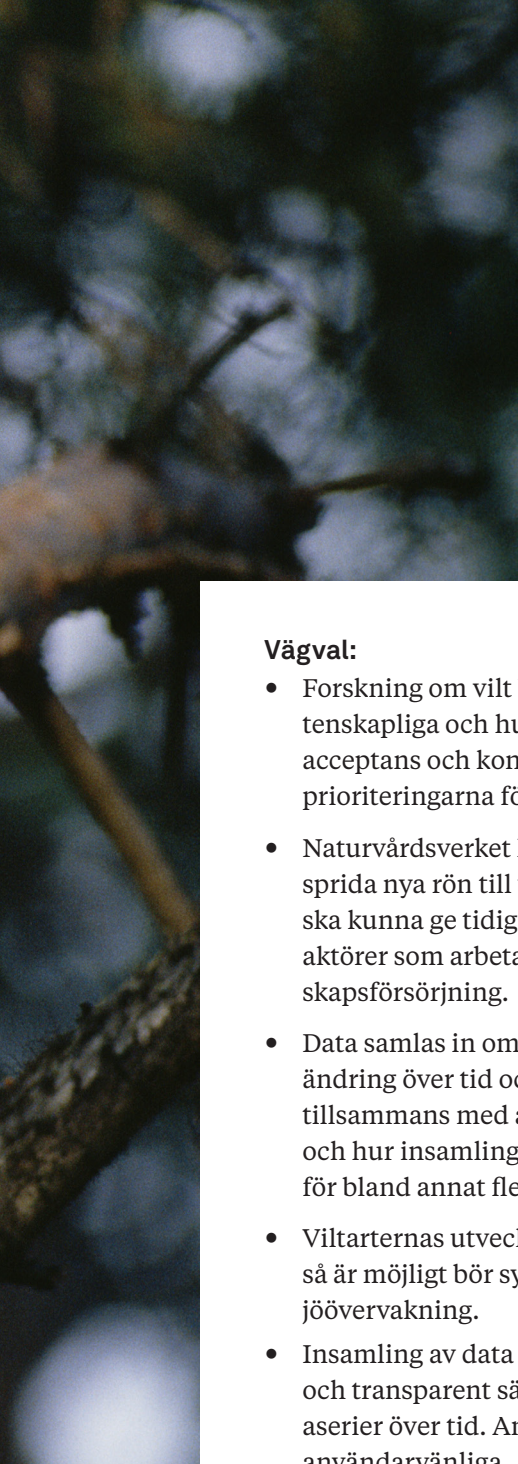 Vägval:
• Forskning om vilt
tenskapliga och hu
acceptans och kon
prioriteringarna fö
• Naturvårdsverket
sprida nya rön till
ska kunna ge tidig
aktörer som arbeta
skapsförsörjning.
• Data samlas in om
ändring över tid oc
tillsammans med a
och hur insamling
för bland annat fle
• Viltarternas utveck
så är möjligt bör sy
jöövervakning.
• Insamling av data
och transparent sä
aserier över tid. An
användarvänliga